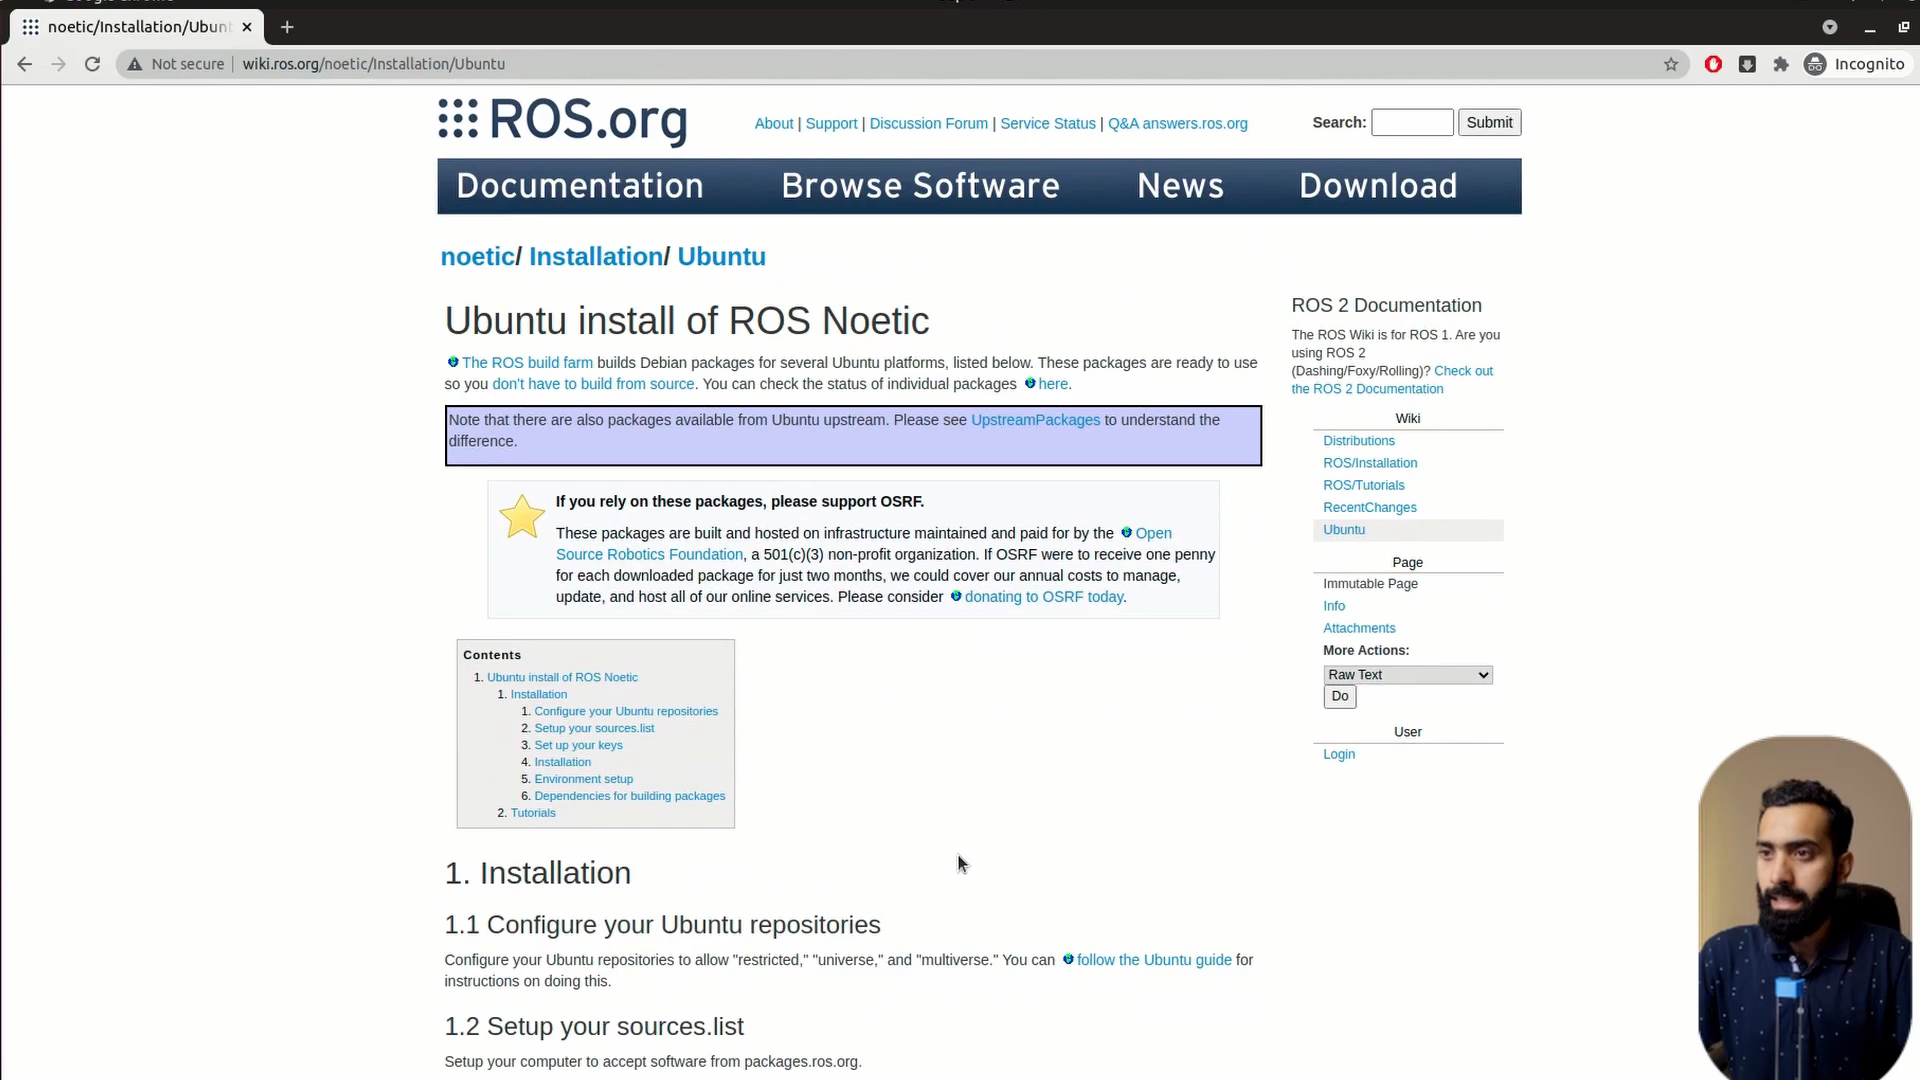 noetic/Installation/Ubunt
Not secure
wiki.ros.org/noetic/Installation/Ubuntu
Incognito
ROS.org
About | Support | Discussion Forum | Service Status | Q&A answers.ros.org
Search:
Submit
Documentation
Browse Software
News
Download
noetic/ Installation/ Ubuntu
Ubuntu install of ROS Noetic
The ROS build farm builds Debian packages for several Ubuntu platforms, listed below. These packages are ready to use
so you don't have to build from source. You can check the status of individual packages here.
Note that there are also packages available from Ubuntu upstream. Please see UpstreamPackages to understand the
difference.
If you rely on these packages, please support OSRF.
These packages are built and hosted on infrastructure maintained and paid for by the Open
Source Robotics Foundation, a 501(c)(3) non-profit organization. If OSRF were to receive one penny
for each downloaded package for just two months, we could cover our annual costs to manage,
update, and host all of our online services. Please consider donating to OSRF today.
Contents
1. Ubuntu install of ROS Noetic
1. Installation
1. Configure your Ubuntu repositories
2. Setup your sources.list
3. Set up your keys
4. Installation
5. Environment setup
6. Dependencies for building packages
2. Tutorials
1. Installation
1.1 Configure your Ubuntu repositories
Configure your Ubuntu repositories to allow "restricted," "universe," and "multiverse." You can follow the Ubuntu guide for
instructions on doing this.
1.2 Setup your sources.list
Setup your computer to accept software from packages.ros.org.
ROS 2 Documentation
The ROS Wiki is for ROS 1. Are you
using ROS 2
(Dashing/Foxy/Rolling)? Check out
the ROS 2 Documentation
Wiki
Distributions
ROS/Installation
ROS/Tutorials
RecentChanges
Ubuntu
Page
Immutable Page
Info
Attachments
More Actions:
Raw Text
Do
User
Login